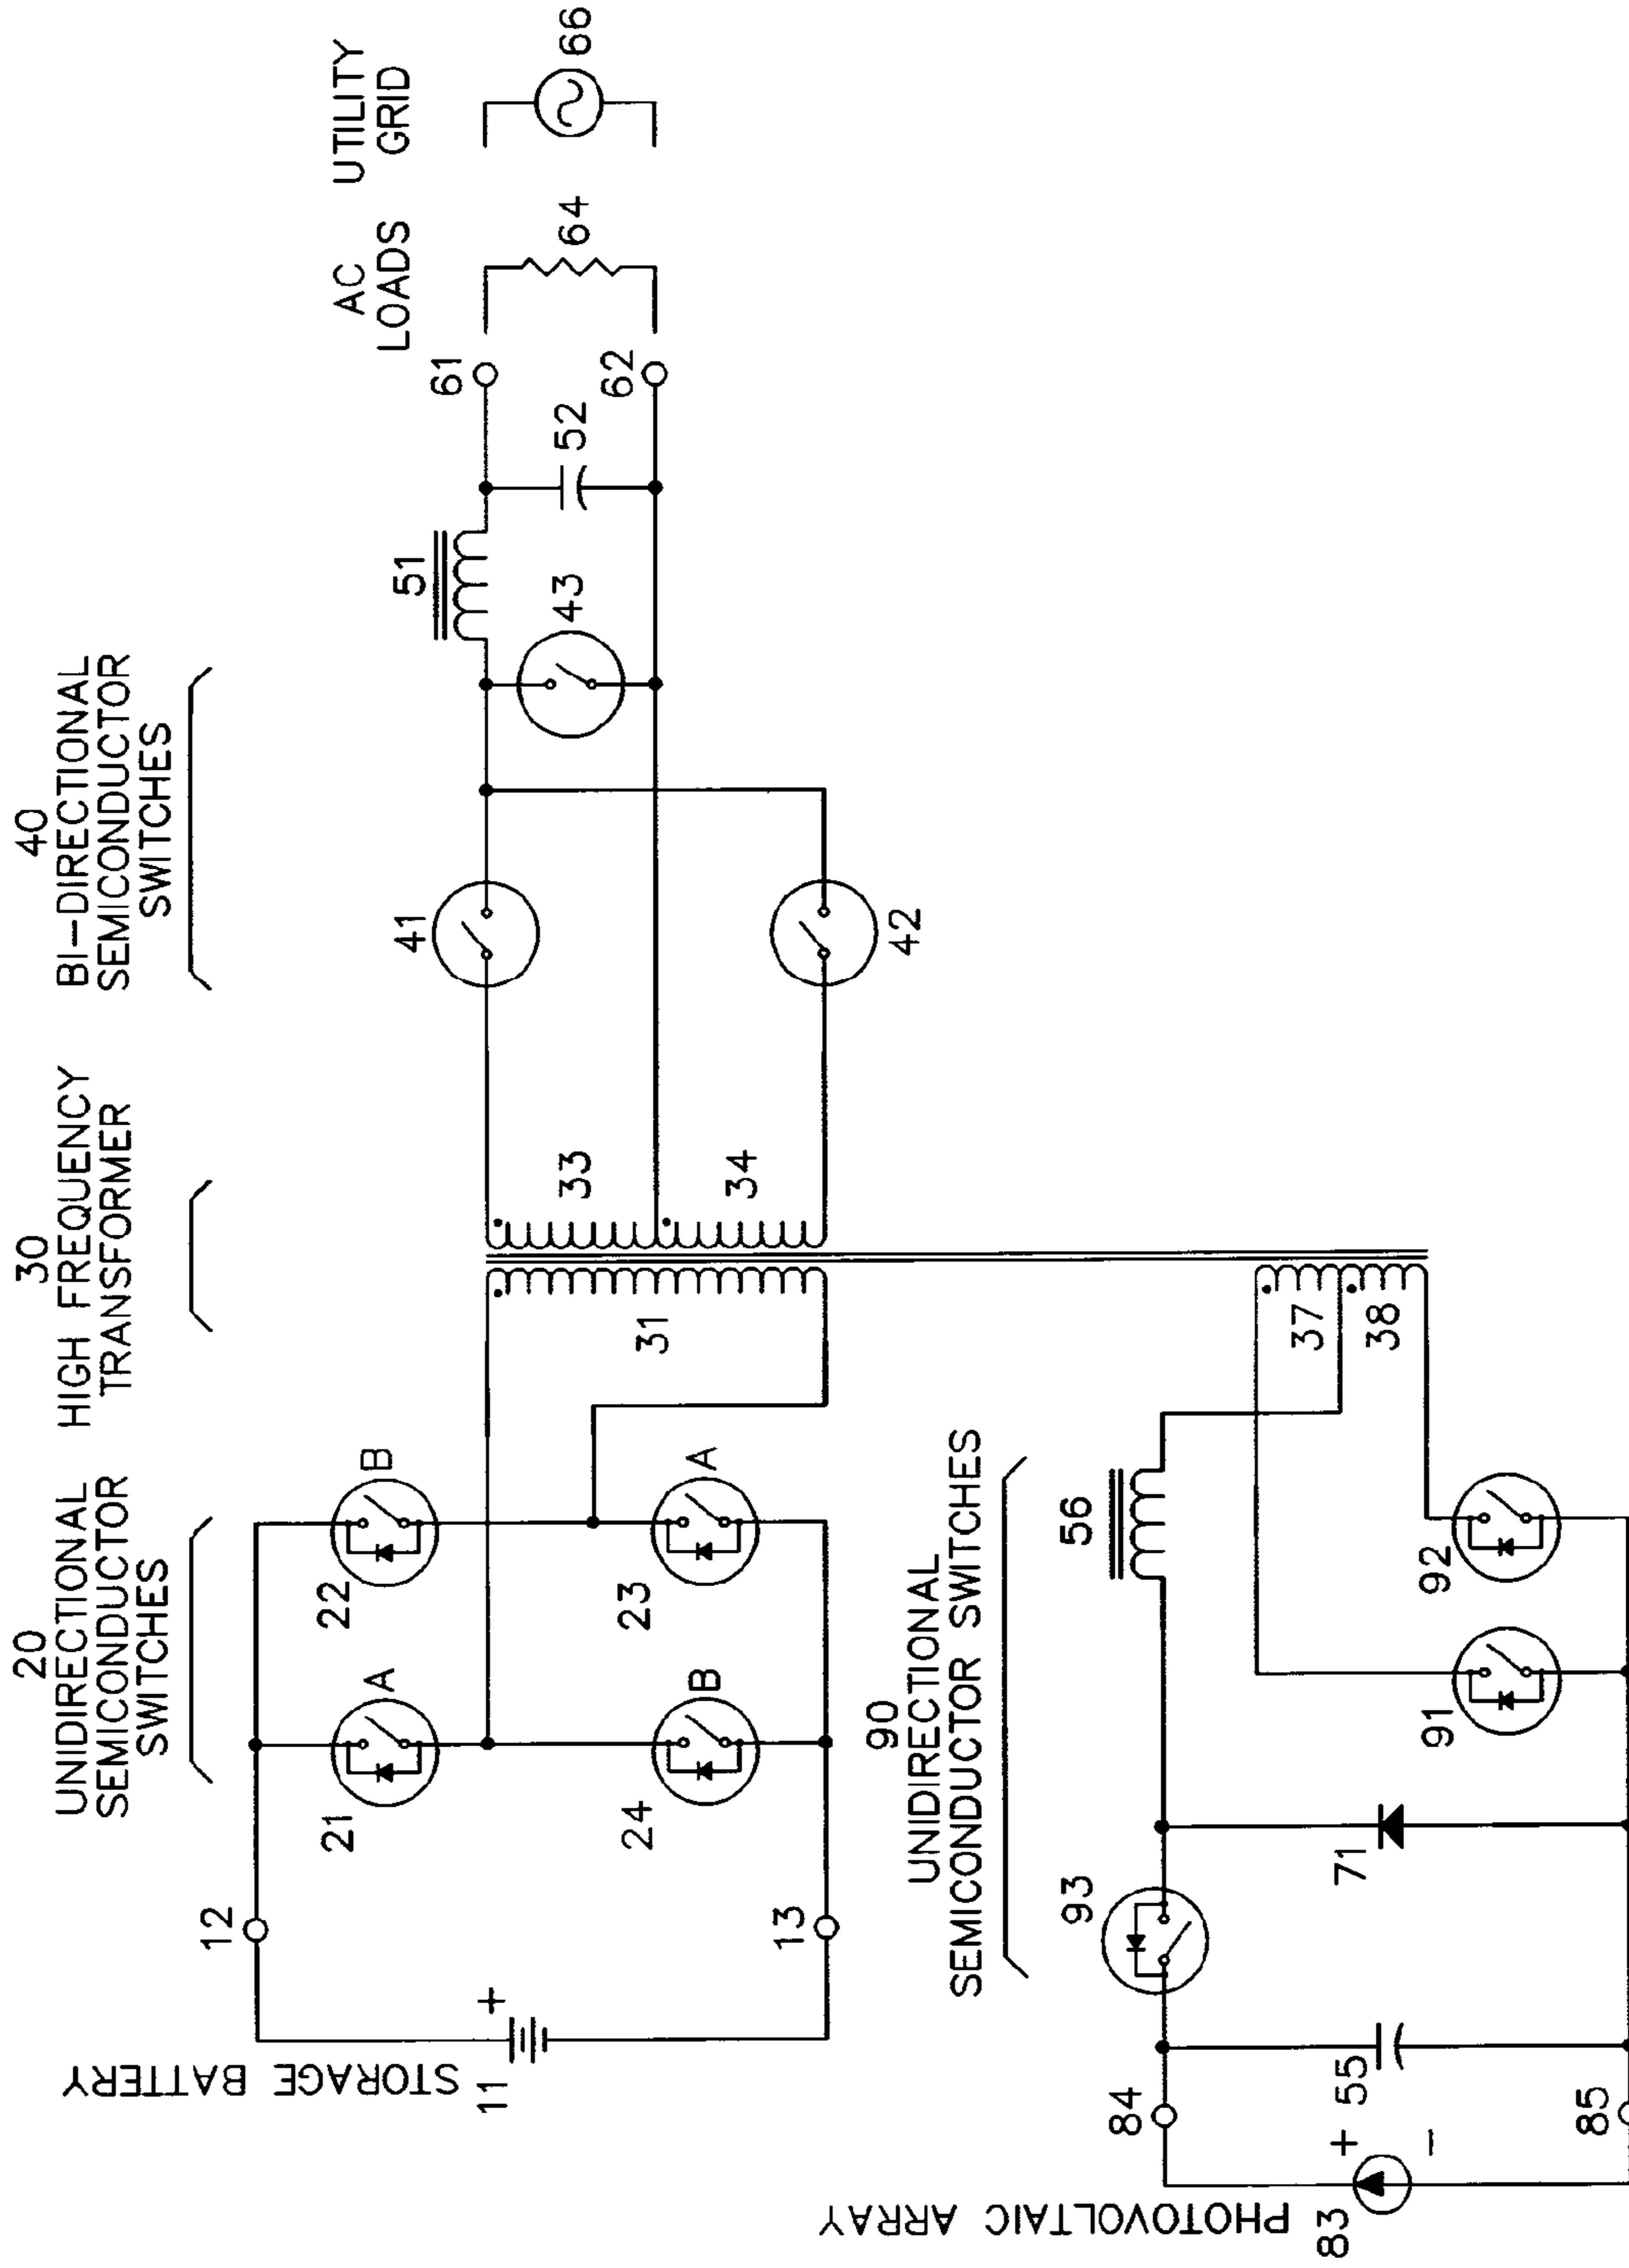 20
UNIDIRECTIONAL
SEMICONDUCTOR
SWITCHES
30
HIGH FREQUENCY
TRANSFORMER
40
BI-DIRECTIONAL
SEMICONDUCTOR
SWITCHES
AC
LOADS
UTILITY
GRID
STORAGE BATTERY
11
+
12
13
21
A
22
B
23
A
24
B
31
33
34
41
42
43
51
52
61
62
64
66
90
UNIDIRECTIONAL
SEMICONDUCTOR SWITCHES
PHOTOVOLTAIC ARRAY
83
+
-
84
85
55
93
71
56
91
92
37
38